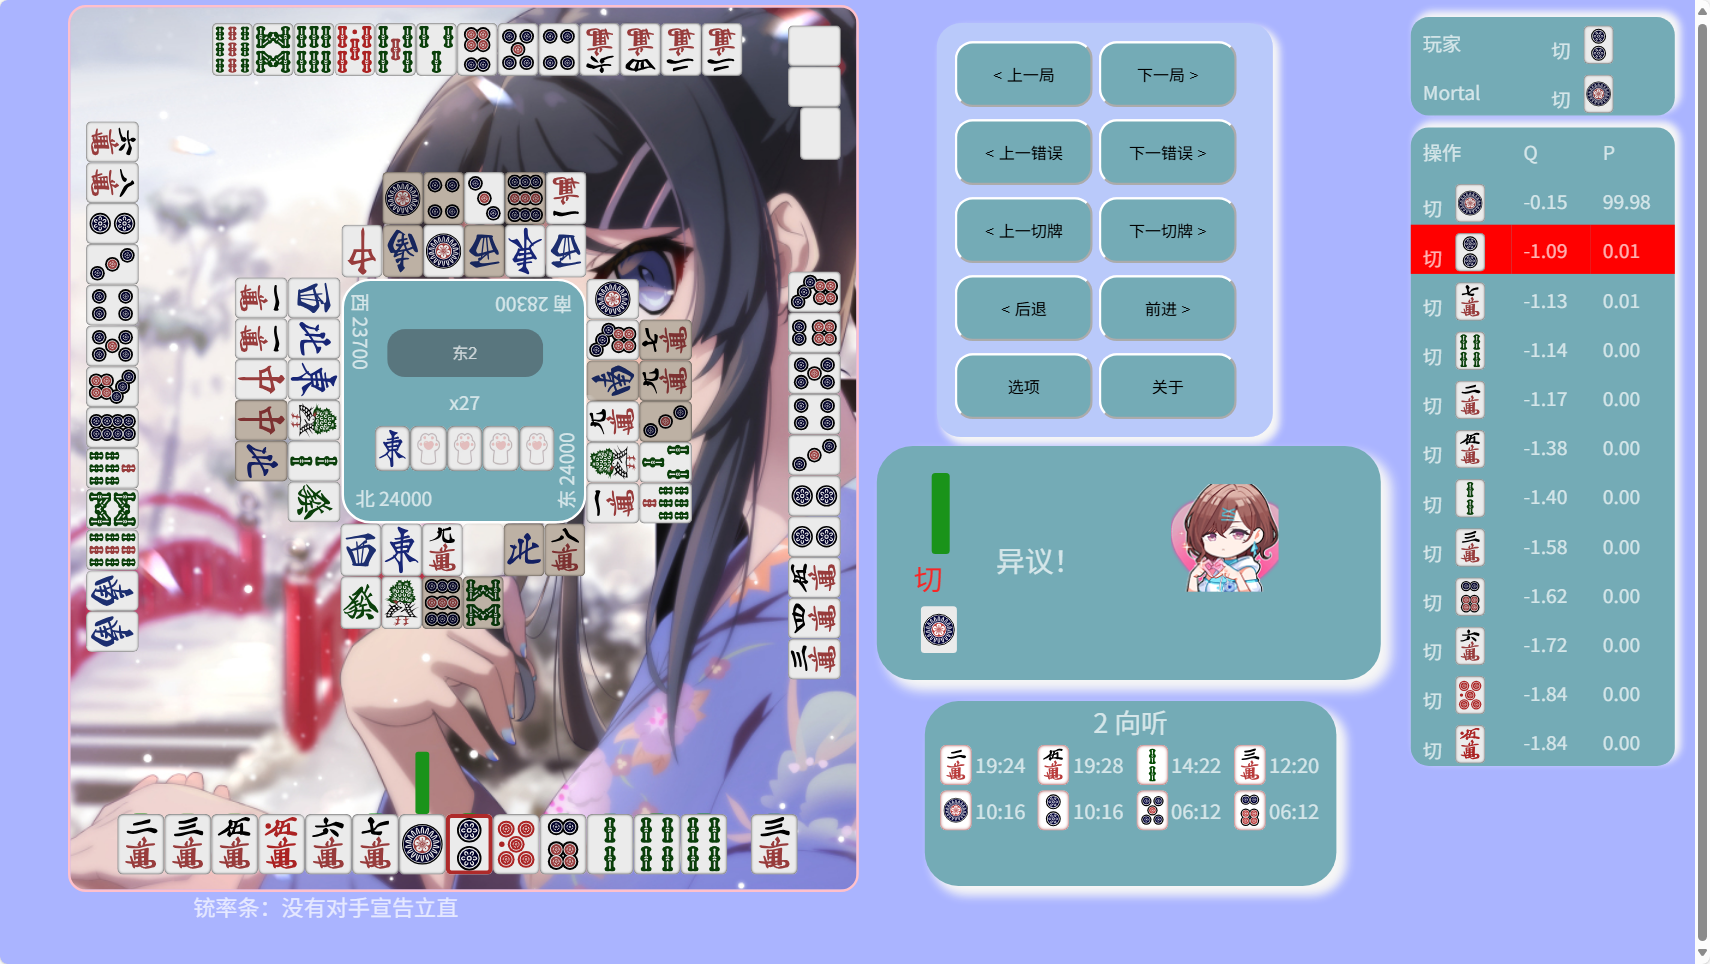 西 23700
南 28300
东2
x27
北 24000
东 24000
铳率条：没有对手宣告立直
< 上一局
下一局 >
< 上一错误
下一错误 >
< 上一切牌
下一切牌 >
< 后退
前进 >
选项
关于
切
异议!
2 向听
19:24 19:28 14:22 12:20
10:16 10:16 06:12 06:12
玩家 切
Mortal 切
操作 Q P
切 -0.15 99.98
切 -1.09 0.01
切 -1.13 0.01
切 -1.14 0.00
切 -1.17 0.00
切 -1.38 0.00
切 -1.40 0.00
切 -1.58 0.00
切 -1.62 0.00
切 -1.72 0.00
切 -1.84 0.00
切 -1.84 0.00